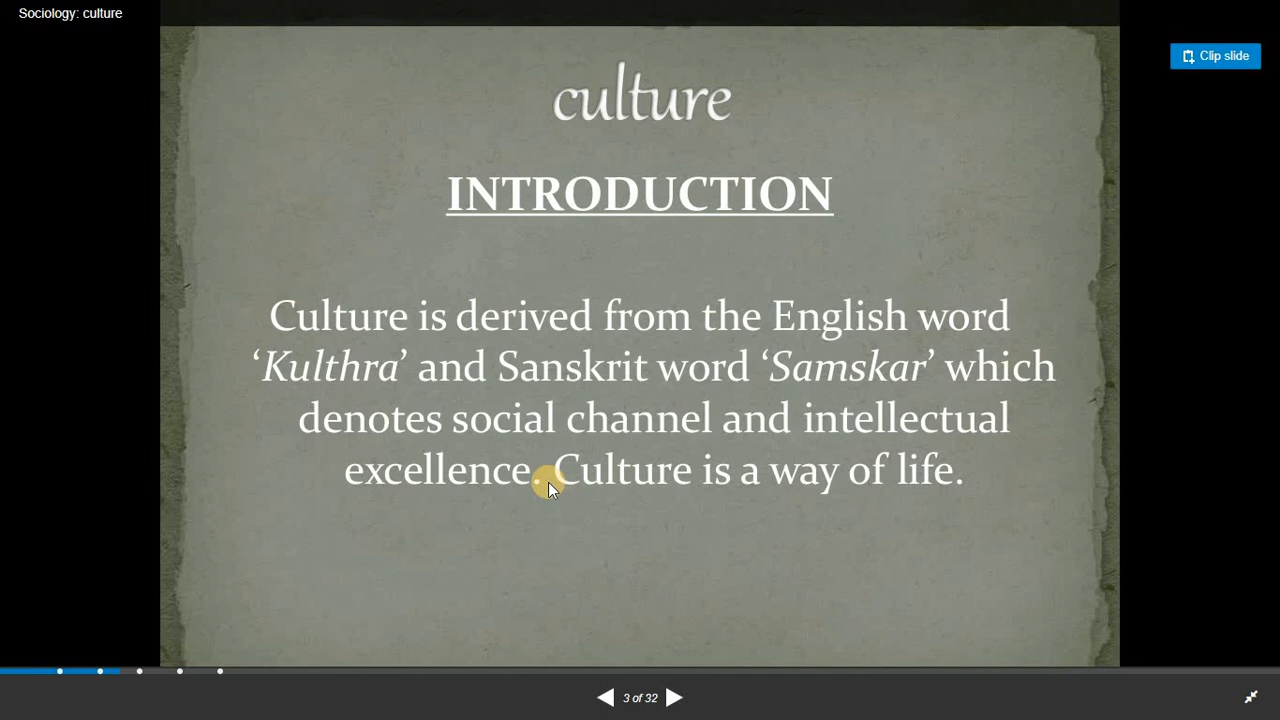 Sociology: culture
Clip slide
culture
INTRODUCTION
Culture is derived from the English word
‘Kulthra’ and Sanskrit word ‘Samskar’ which
denotes social channel and intellectual
excellence. Culture is a way of life.
3 of 32